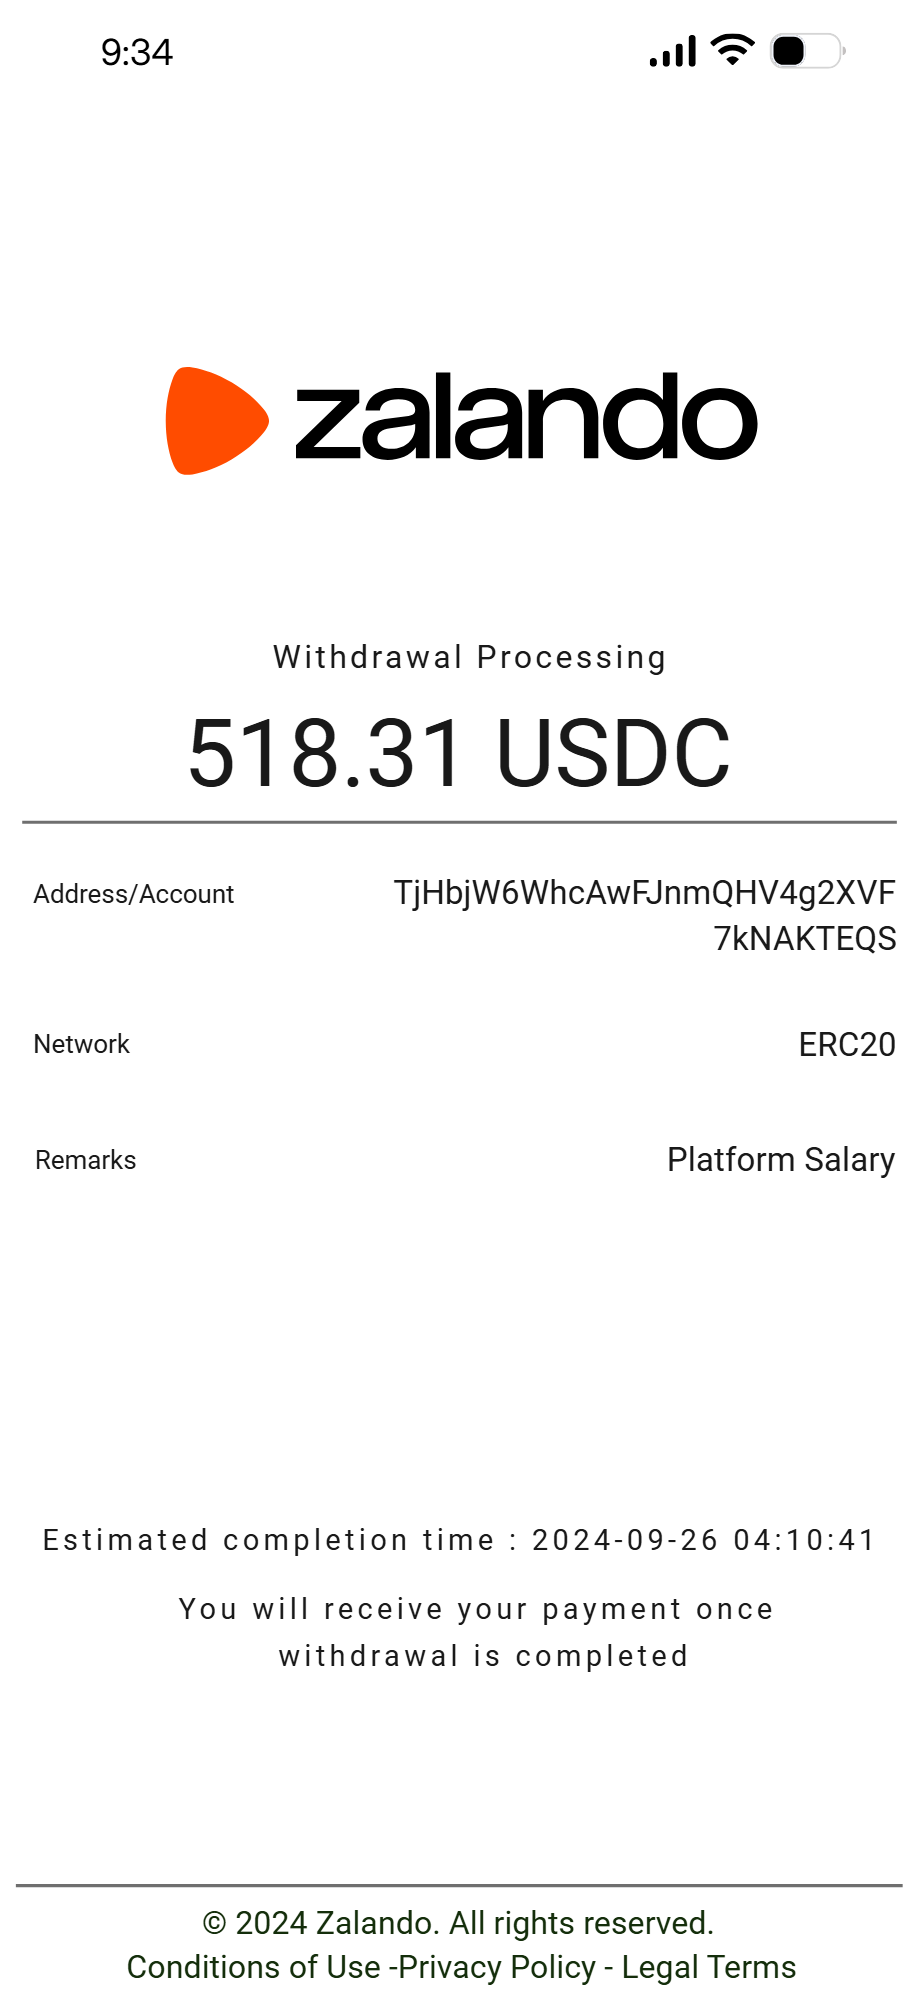 9:34
zalando
Withdrawal Processing
518.31 USDC
Address/Account TjHbjW6WhcAwFJnmQHV4g2XVF
7kNAKTEQS
Network ERC20
Remarks Platform Salary
Estimated completion time : 2024-09-26 04:10:41
You will receive your payment once
withdrawal is completed
© 2024 Zalando. All rights reserved.
Conditions of Use -Privacy Policy - Legal Terms